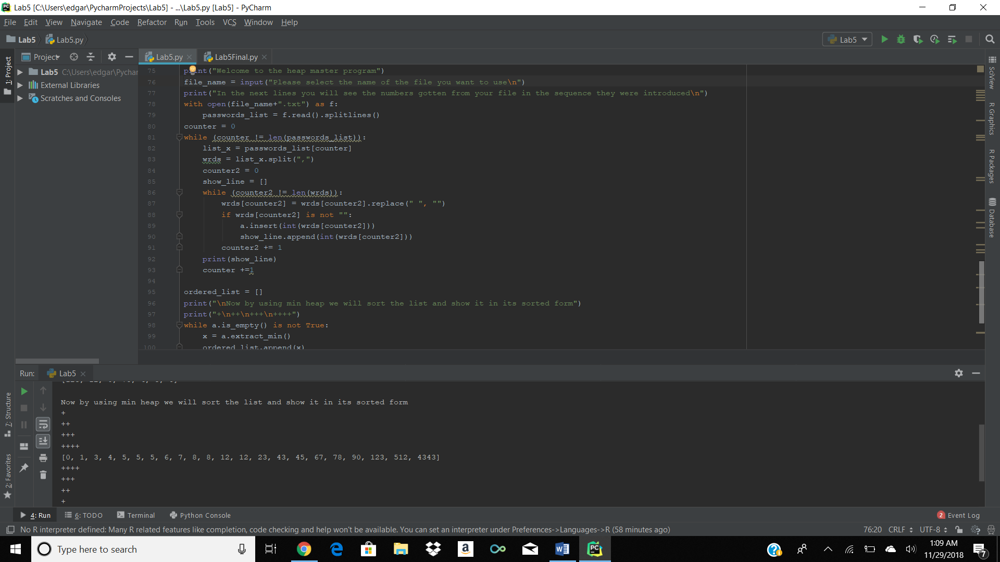 Lab5 [C:\Users\edgar\PycharmProjects\Lab5] - ...\Lab5.py [Lab5] - PyCharm
File Edit View Navigate Code Refactor Run Tools VCS Window Help
Lab5 Lab5.py Lab5
1: Project
Project
Lab5.py Lab5Final.py
Lab5 C:\Users\edgar\Pychar
External Libraries
Scratches and Consoles
75 print("Welcome to the heap master program")
76 file_name = input("Please select the name of the file you want to use\n")
77 print("In the next lines you will see the numbers gotten from your file in the sequence they were introduced\n")
78 with open(file_name+".txt") as f:
79 passwords_list = f.read().splitlines()
80 counter = 0
81 while (counter != len(passwords_list)):
82 list_x = passwords_list[counter]
83 wrds = list_x.split(",")
84 counter2 = 0
85 show_line = []
86 while (counter2 != len(wrds)):
87 wrds[counter2] = wrds[counter2].replace(" ", "")
88 if wrds[counter2] is not "":
89 a.insert(int(wrds[counter2]))
90 show_line.append(int(wrds[counter2]))
91 counter2 += 1
92 print(show_line)
93 counter +=1
94
95 ordered_list = []
96 print("\nNow by using min heap we will sort the list and show it in its sorted form")
97 print("+\n++\n+++\n++++")
98 while a.is_empty() is not True:
99 x = a.extract_min()
100 ordered_list.append(x)
SciView
R Graphics
R Packages
Database
Run: Lab5
Now by using min heap we will sort the list and show it in its sorted form
+
++
+++
++++
[0, 1, 3, 4, 5, 5, 5, 6, 7, 8, 8, 12, 12, 23, 43, 45, 67, 78, 90, 123, 512, 4343]
++++
+++
++
+
7: Structure
2: Favorites
4: Run 6: TODO Terminal Python Console 2 Event Log
No R interpreter defined: Many R related features like completion, code checking and help won't be available. You can set an interpreter under Preferences->Languages->R (58 minutes ago) 76:20 CRLF UTF-8
Type here to search
1:09 AM
11/29/2018
7